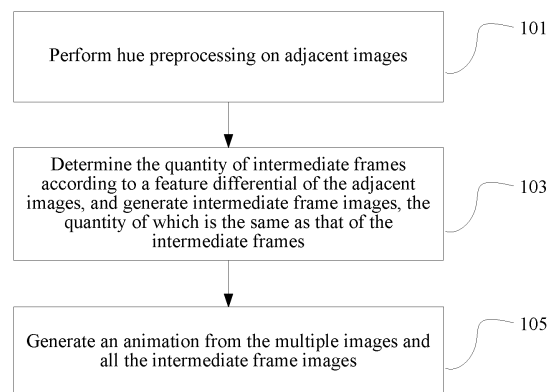 Perform hue preprocessing on adjacent images
101
Determine the quantity of intermediate frames
according to a feature differential of the adjacent
images, and generate intermediate frame images, the
quantity of which is the same as that of the
intermediate frames
103
Generate an animation from the multiple images and
all the intermediate frame images
105